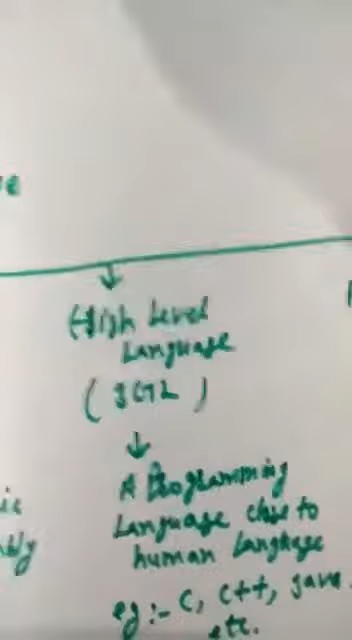 High Level
Language
(3GL)
A Programming
Language close to
human language
eg:- C, C++, Java.
etc.